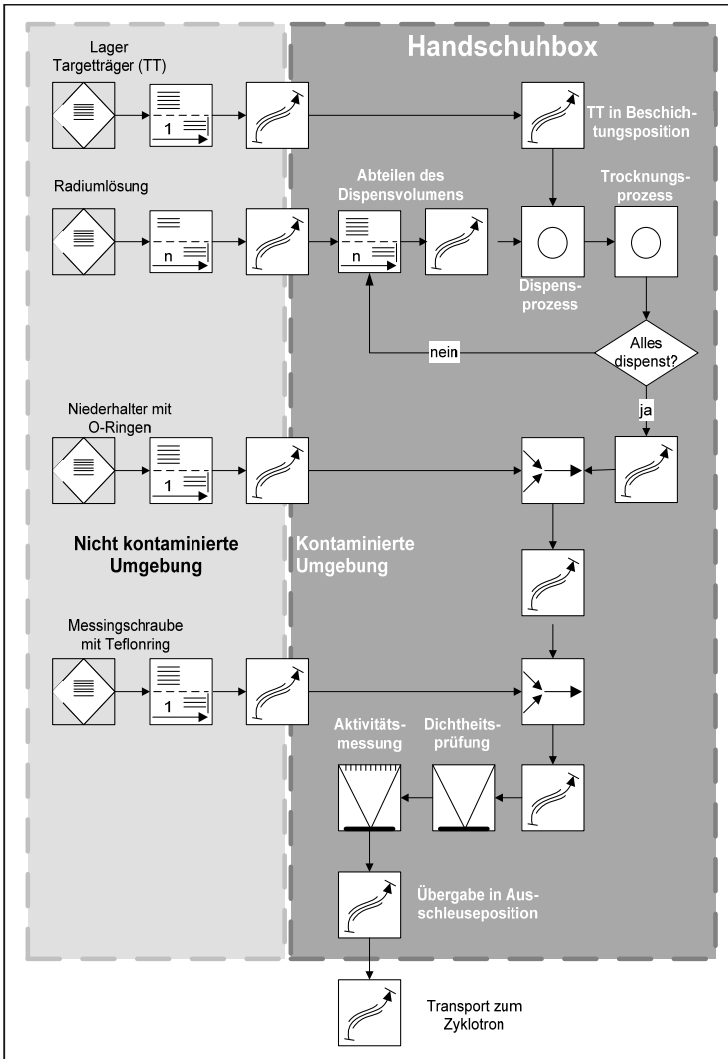 Handschuhbox
Lager
Targetträger (TT)
1
TT in Beschich-
tungsposition
Radiumlösung
n
Abteilen des
Dispensvolumens
n
Trocknungs-
prozess
Dispens-
prozess
Alles
dispenst?
nein
ja
Niederhalter mit
O-Ringen
1
Nicht kontaminierte
Umgebung
Kontaminierte
Umgebung
Messingschraube
mit Teflonring
1
Aktivitäts-
messung
Dichtheits-
prüfung
Übergabe in Aus-
schleuseposition
Transport zum
Zyklotron